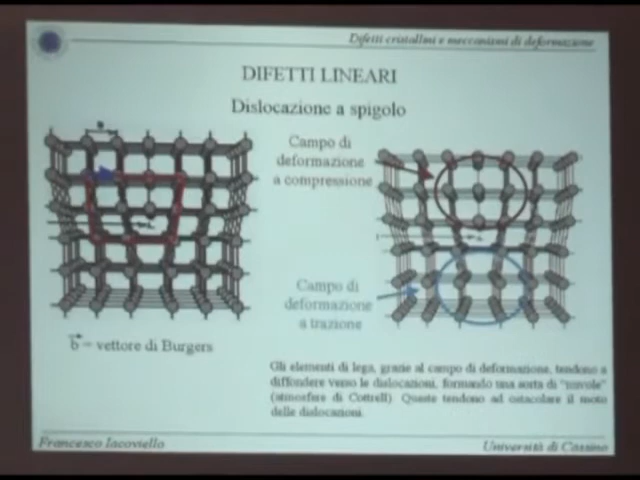 Difetti cristallini e meccanismi di deformazione
DIFETTI LINEARI
Dislocazione a spigolo
Campo di
deformazione
a compressione
Campo di
deformazione
a trazione
b = vettore di Burgers
Gli elementi di lega, grazie al campo di deformazione, tendono a
diffondere verso le dislocazioni, formando una sorta di "nuvole"
(atmosfere di Cottrell). Queste tendono ad ostacolare il moto
delle dislocazioni.
Francesco Iacoviello
Università di Cassino